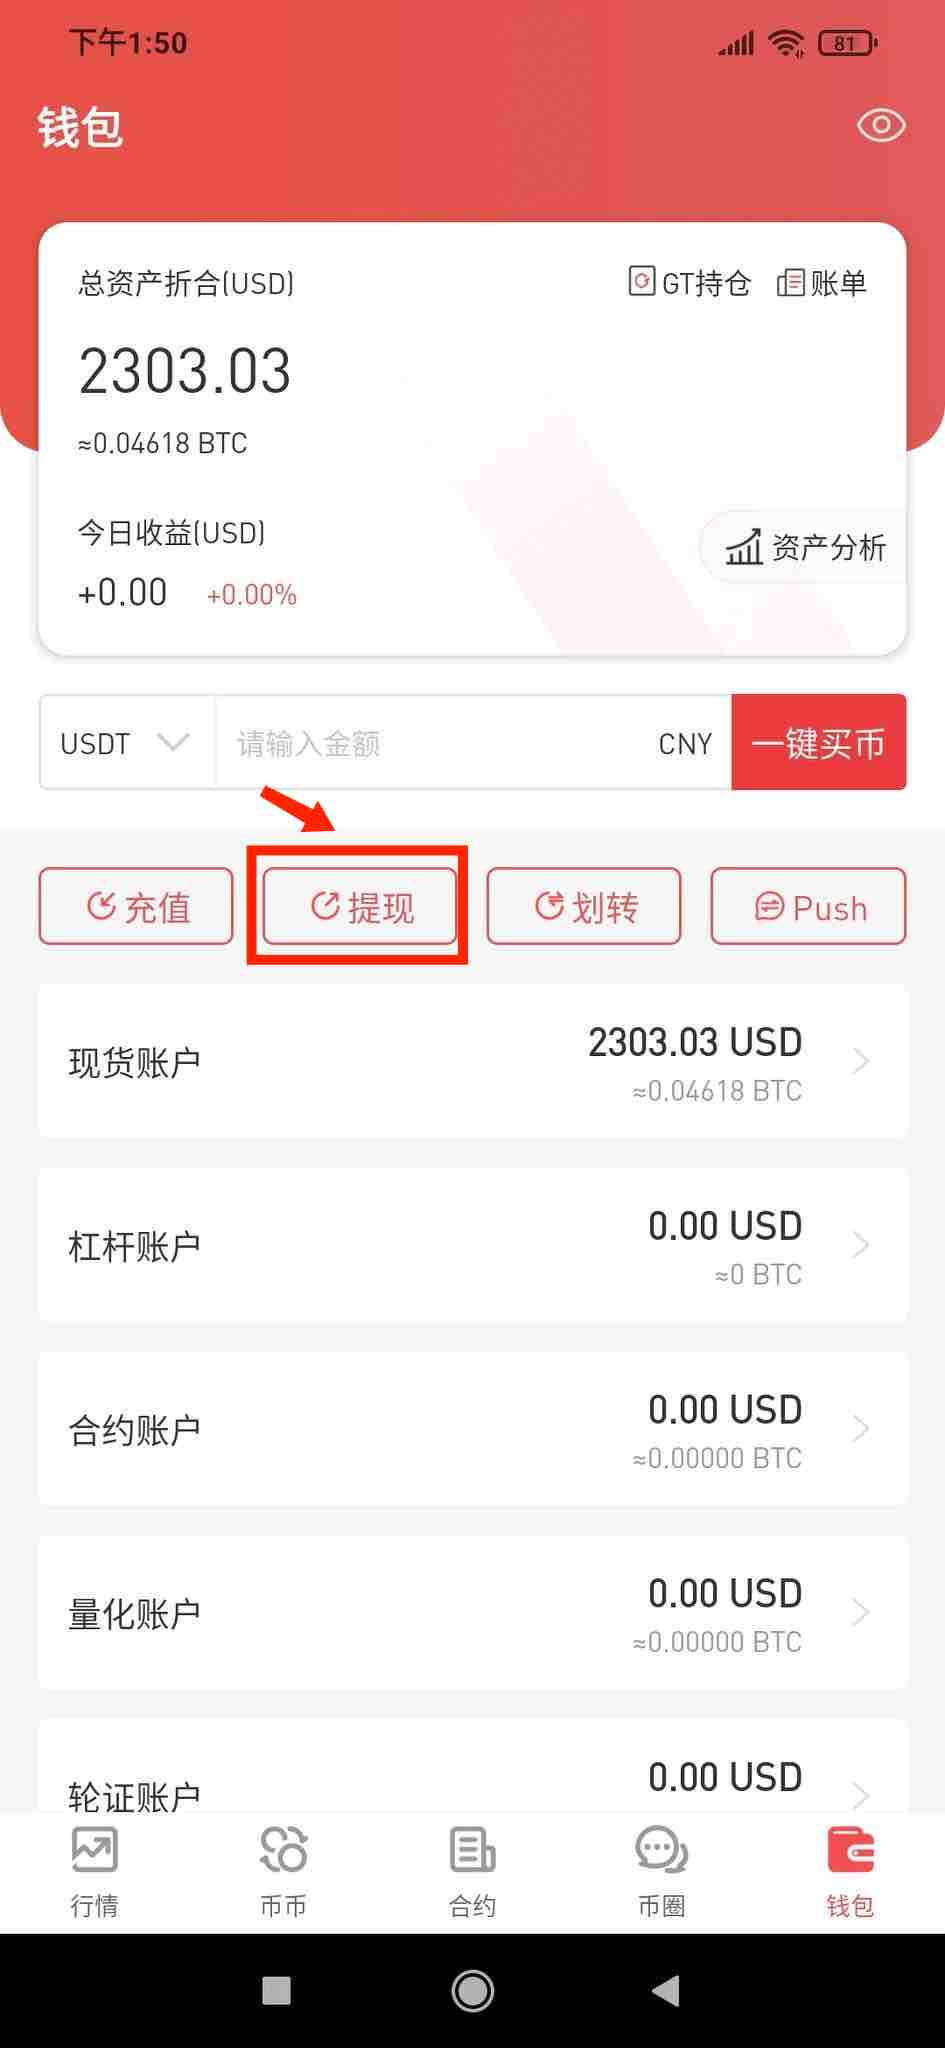 下午1:50
81
钱包
总资产折合(USD)
GT持仓
账单
2303.03
≈0.04618 BTC
今日收益(USD)
资产分析
+0.00
+0.00%
USDT
请输入金额
CNY
一键买币
充值
提现
划转
Push
现货账户
2303.03 USD
≈0.04618 BTC
杠杆账户
0.00 USD
≈0 BTC
合约账户
0.00 USD
≈0.00000 BTC
量化账户
0.00 USD
≈0.00000 BTC
轮证账户
0.00 USD
行情
币币
合约
币圈
钱包